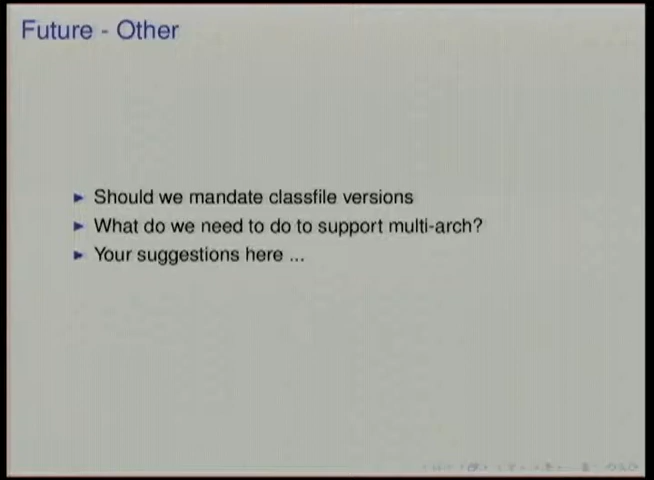 Future - Other
Should we mandate classfile versions
What do we need to do to support multi-arch?
Your suggestions here ...